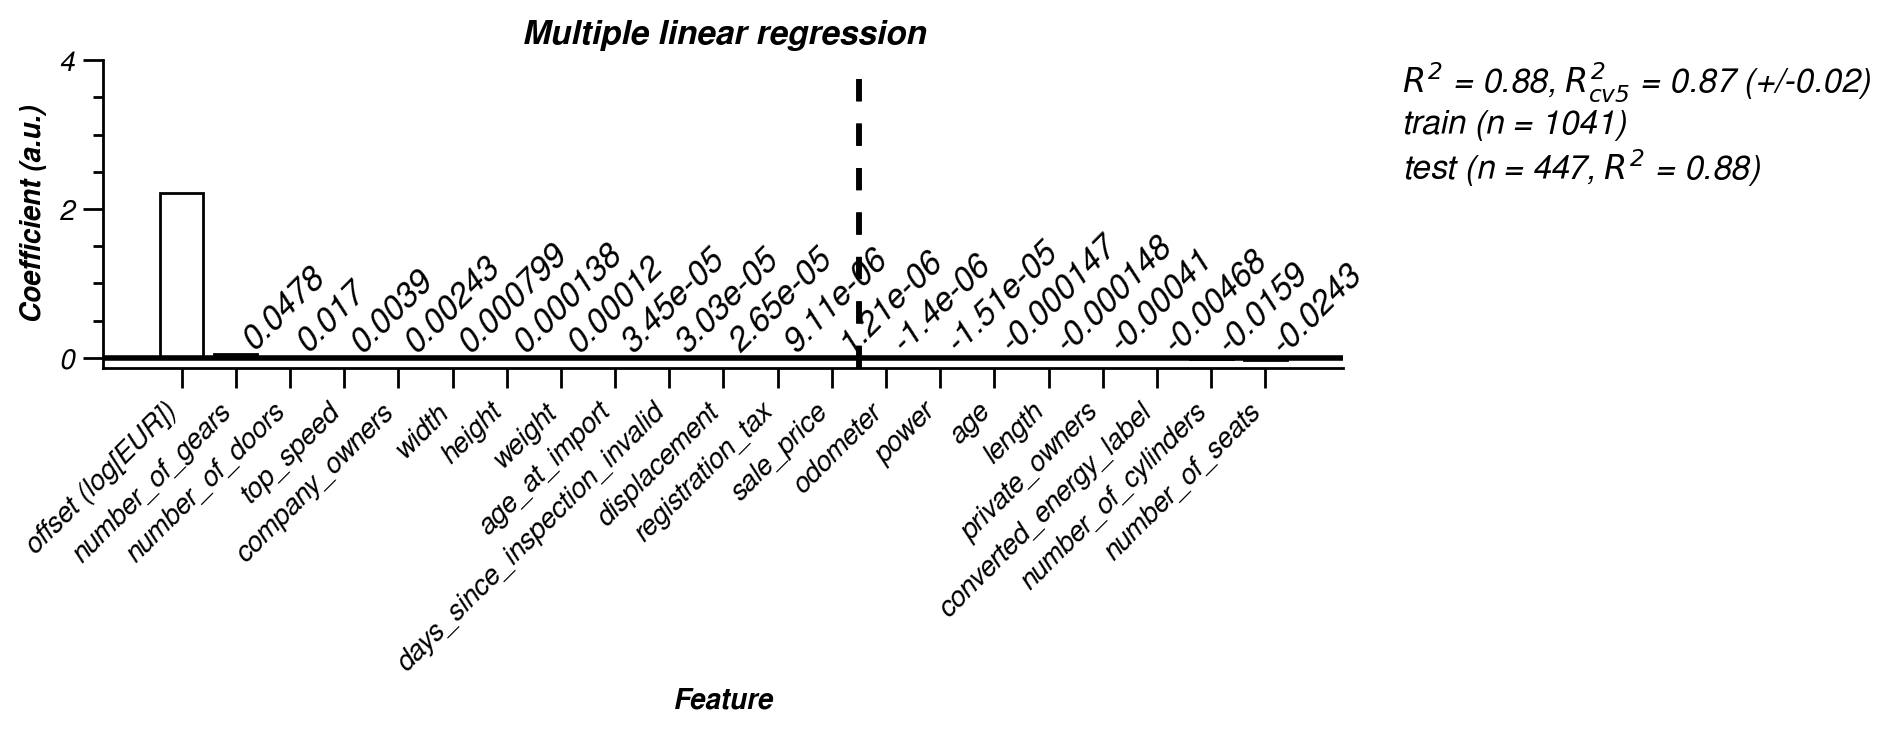 Multiple linear regression
Coefficient (a.u.)
4
2
0
0.0478
0.017
0.0039
0.00243
0.000799
0.000138
0.00012
3.45e-05
3.03e-05
2.65e-05
9.11e-06
1.21e-06
-1.4e-06
-1.51e-05
-0.000147
-0.000148
-0.00041
-0.00468
-0.0159
-0.0243
offset (log[EUR])
number_of_gears
number_of_doors
top_speed
company_owners
width
height
weight
age_at_import
days_since_inspection_invalid
displacement
registration_tax
sale_price
odometer
power
age
length
private_owners
converted_energy_label
number_of_cylinders
number_of_seats
Feature
R² = 0.88, R²cv5 = 0.87 (+/-0.02)
train (n = 1041)
test (n = 447, R² = 0.88)